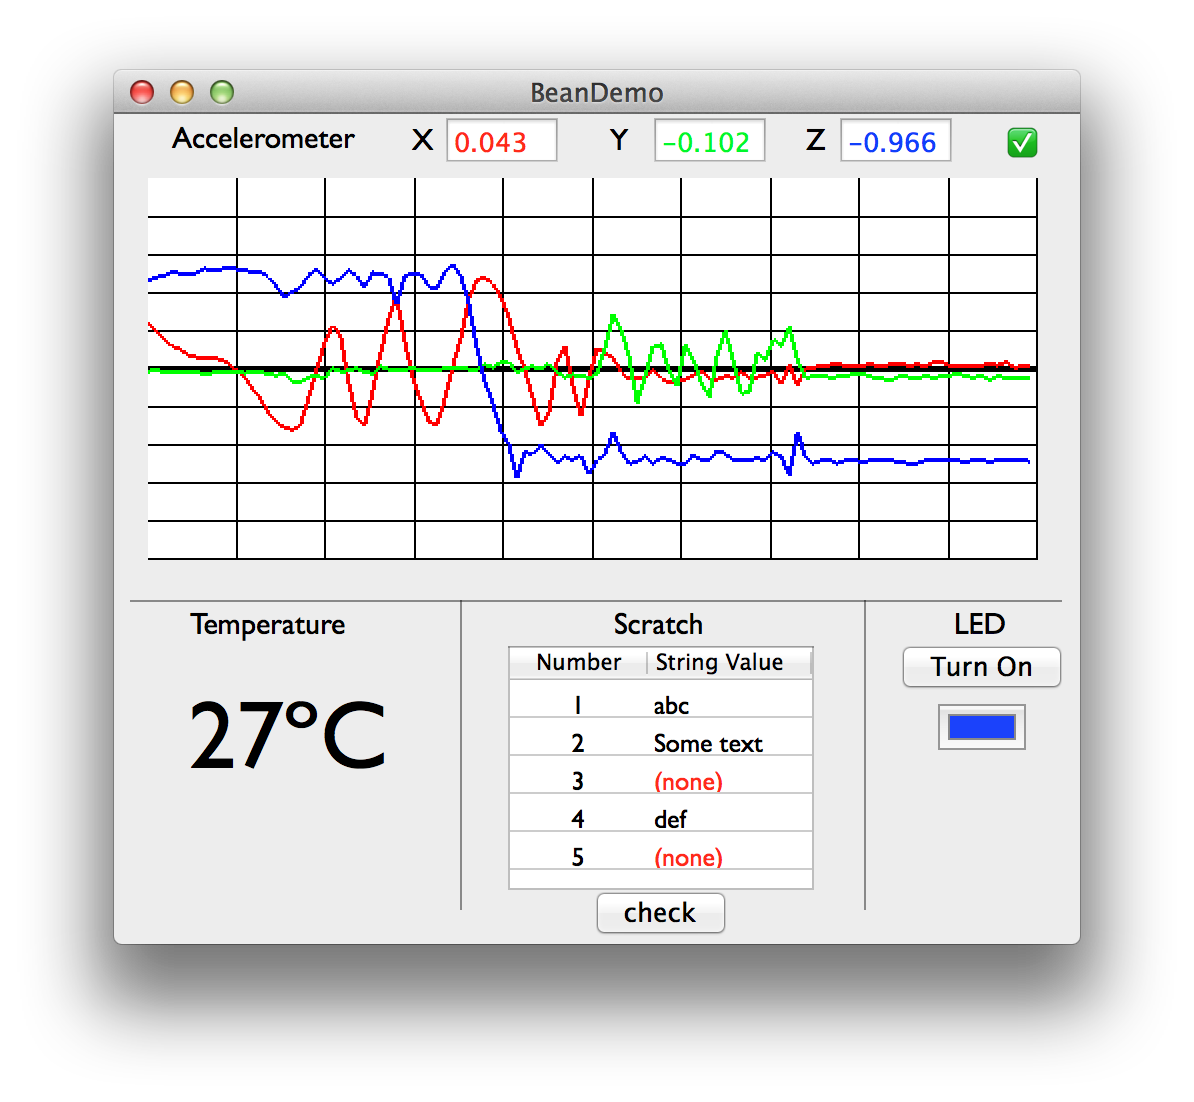 BeanDemo
Accelerometer X 0.043 Y -0.102 Z -0.966
Temperature
27°C
Scratch
Number String Value
1 abc
2 Some text
3 (none)
4 def
5 (none)
check
LED
Turn On